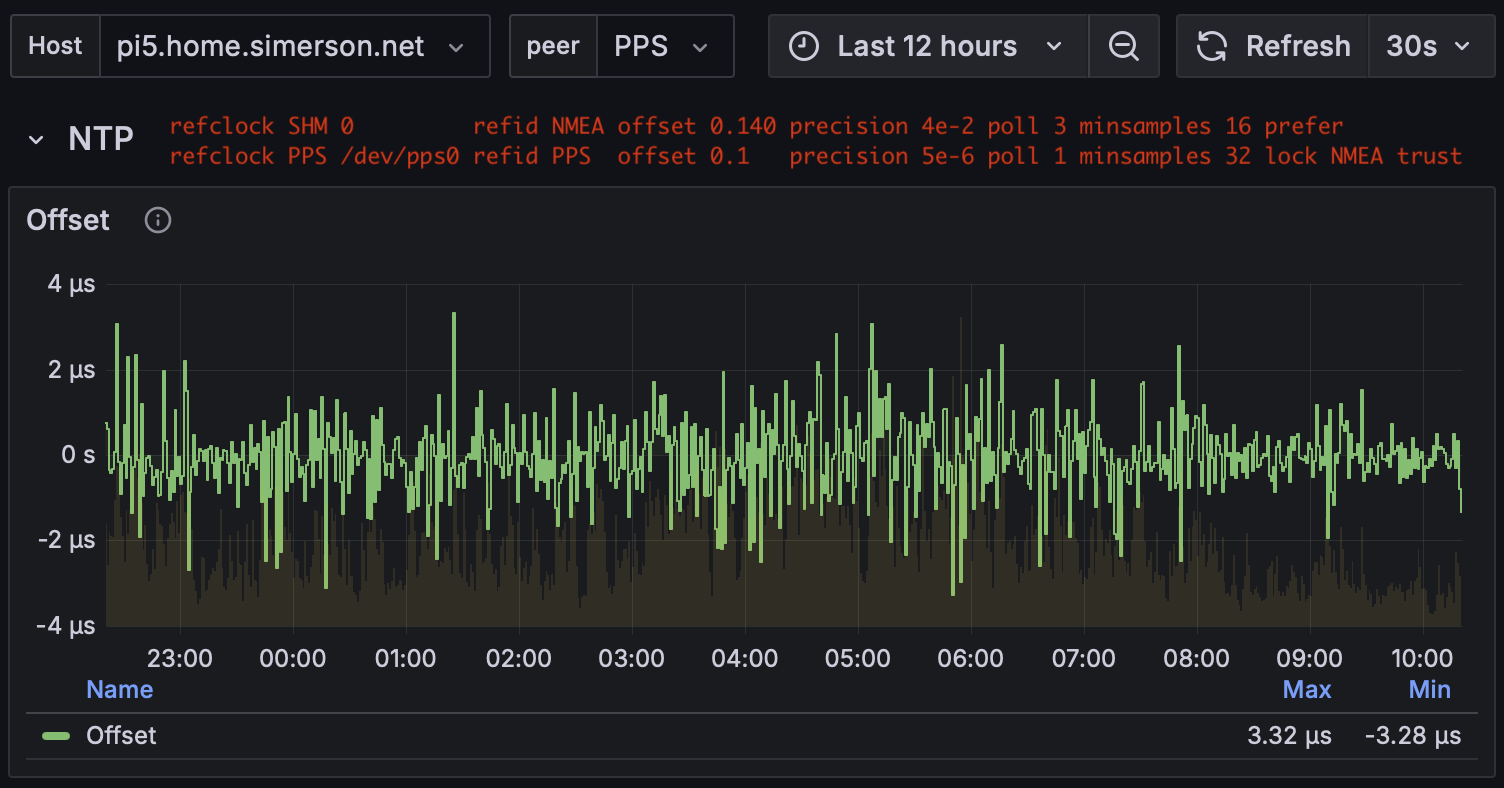 Host pi5.home.simerson.net peer PPS Last 12 hours Refresh 30s
NTP
refclock SHM 0 refid NMEA offset 0.140 precision 4e-2 poll 3 minsamples 16 prefer
refclock PPS /dev/pps0 refid PPS offset 0.1 precision 5e-6 poll 1 minsamples 32 lock NMEA trust
Offset
4 µs
2 µs
0 s
-2 µs
-4 µs
23:00 00:00 01:00 02:00 03:00 04:00 05:00 06:00 07:00 08:00 09:00 10:00
Name Max Min
Offset 3.32 µs -3.28 µs